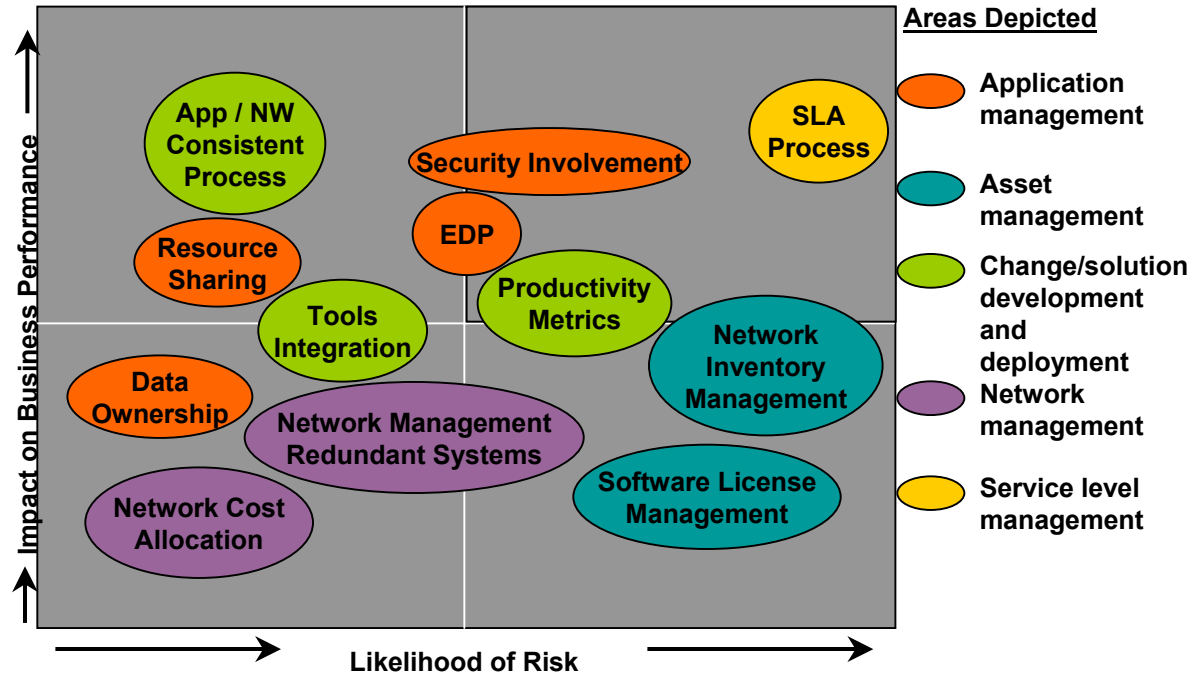 Areas Depicted
Impact on Business Performance
App / NW
Consistent
Process
Security Involvement
SLA
Process
Resource
Sharing
EDP
Productivity
Metrics
Tools
Integration
Network
Inventory
Management
Data
Ownership
Network Management
Redundant Systems
Software License
Management
Network Cost
Allocation
Likelihood of Risk
Application
management
Asset
management
Change/solution
development
and
deployment
Network
management
Service level
management